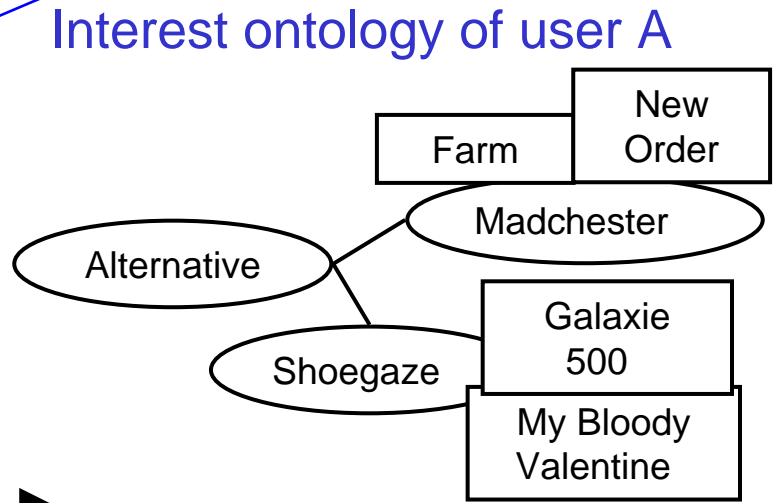 Interest ontology of user A
New
Order
Farm
Madchester
Alternative
Galaxie
500
Shoegaze
My Bloody
Valentine